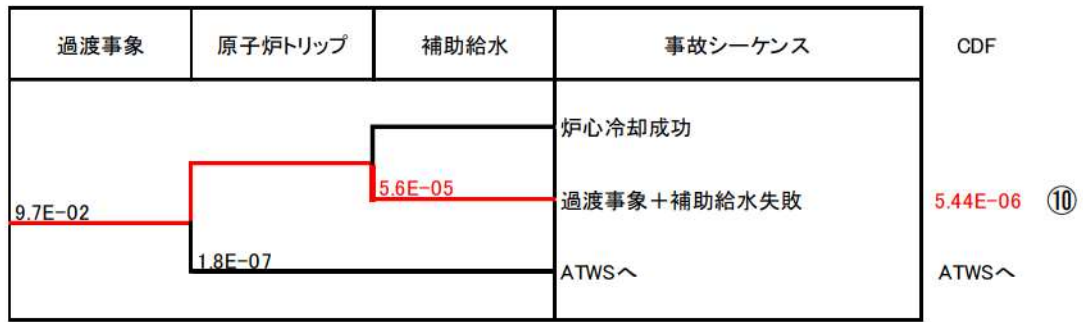 過渡事象 原子炉トリップ 補助給水 事故シーケンス CDF
炉心冷却成功
5.6E-05
過渡事象+補助給水失敗 5.44E-06 ⑩
9.7E-02
1.8E-07
ATWSへ ATWSへ